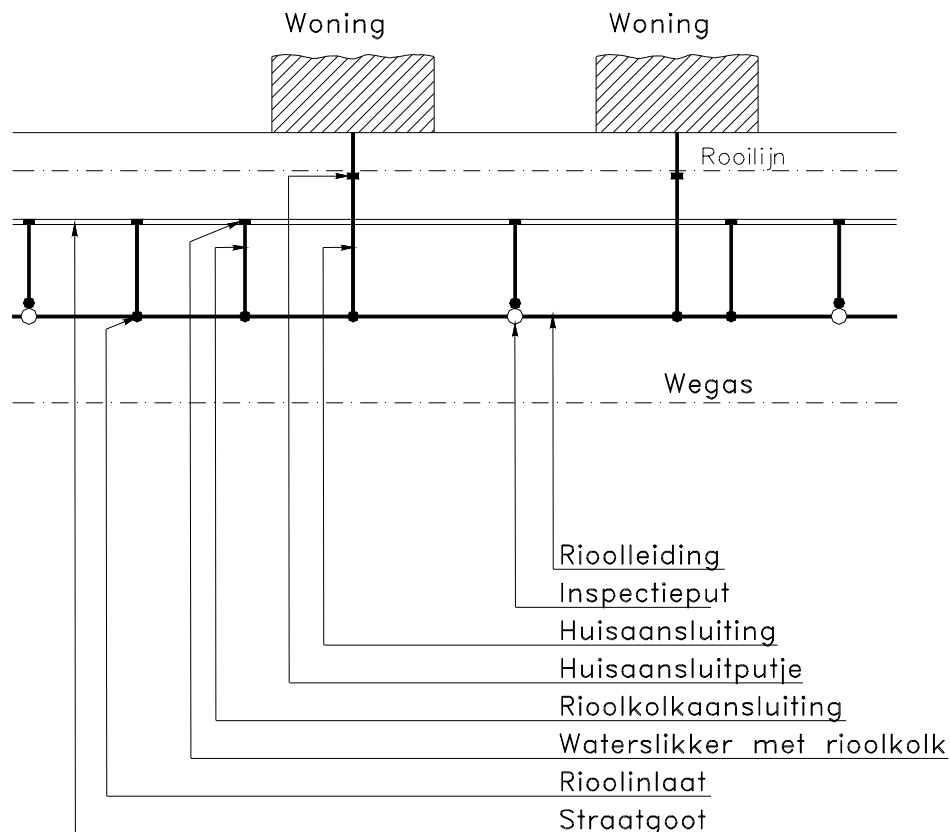 Woning
Woning
Rooilijn
Wegas
Rioolleiding
Inspectieput
Huisaansluiting
Huisaansluitputje
Rioolkolkaansluiting
Waterslikker met rioolkolk
Rioolinlaat
Straatgoot